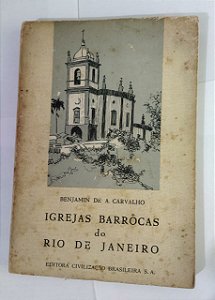 BENJAMIN DE A. CARVALHO
IGREJAS BARRÔCAS
do
RIO DE JANEIRO
EDITORA CIVILIZAÇÃO BRASILEIRA S.A.